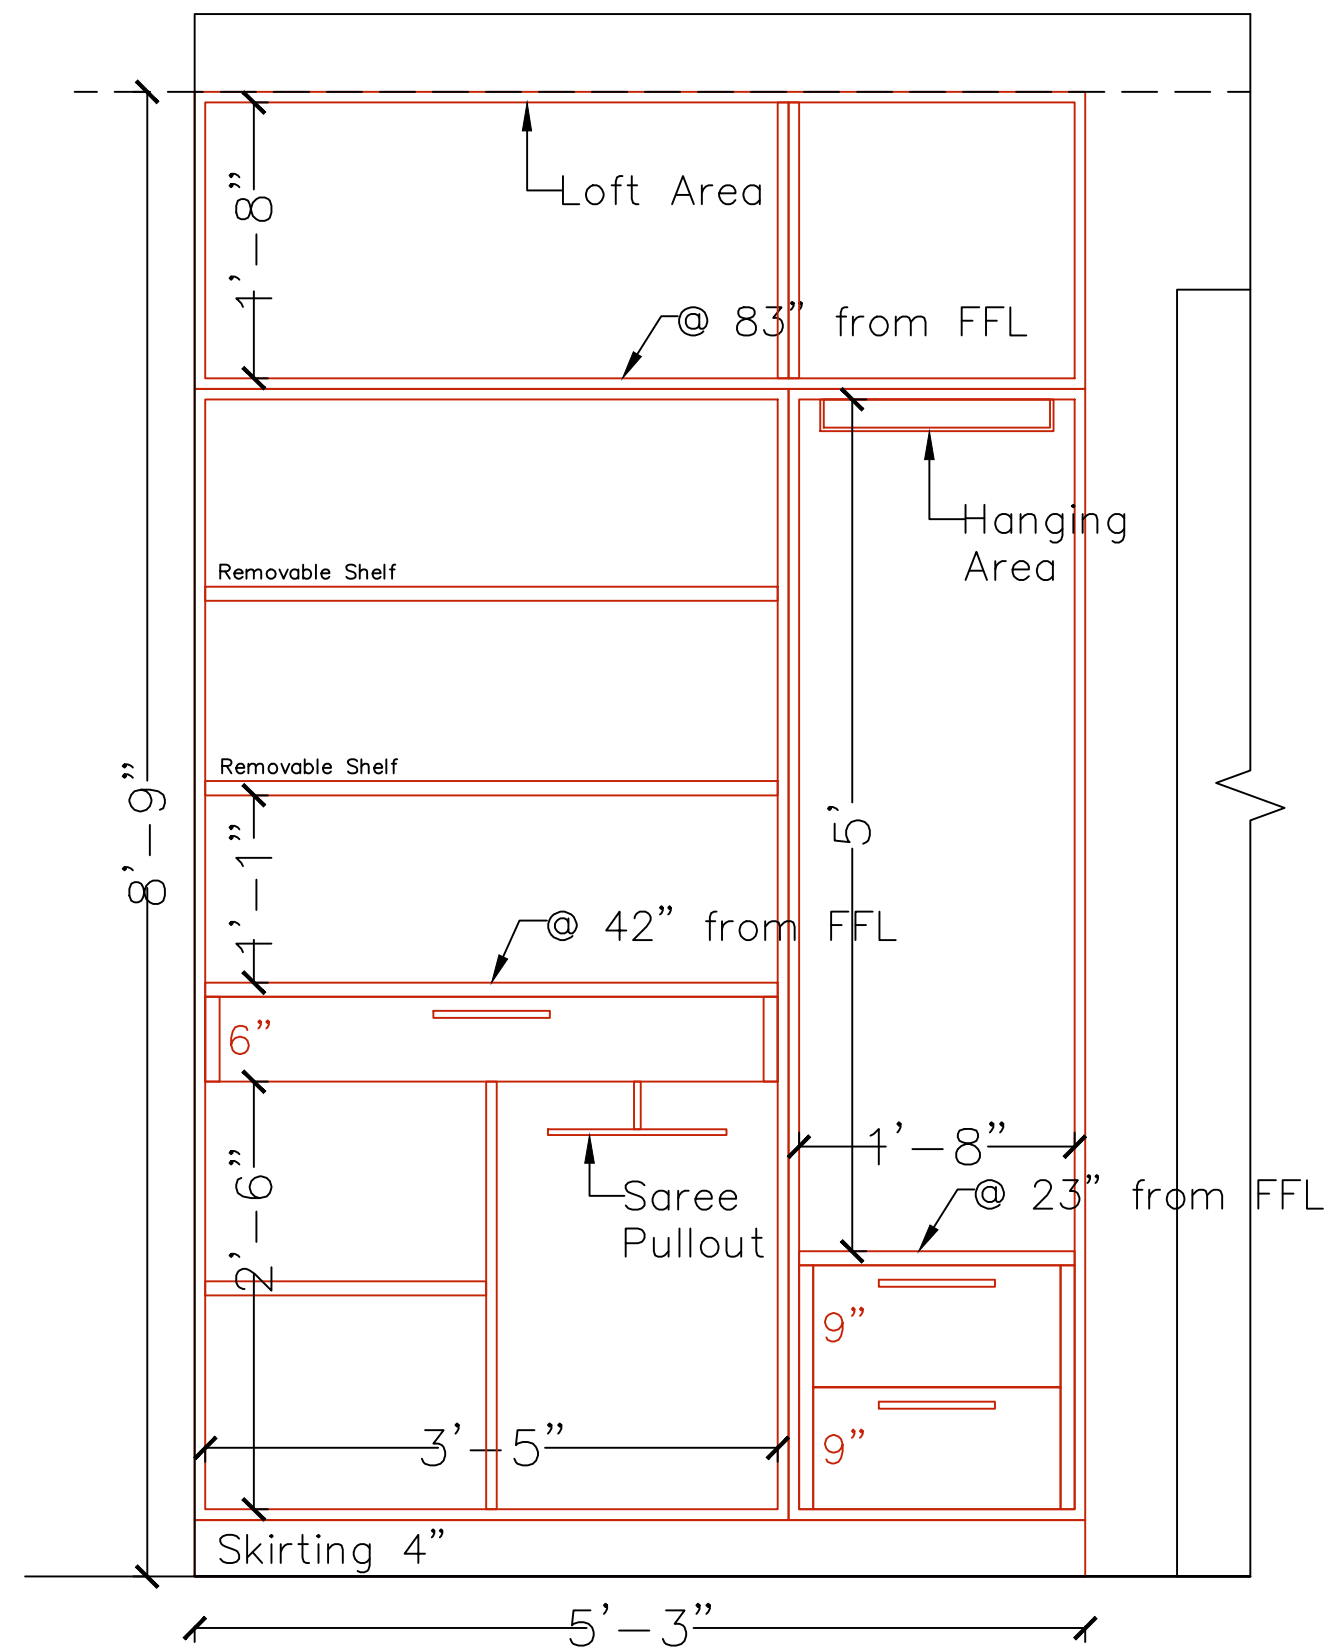 Loft Area
1'-8"
@ 83" from FFL
Hanging
Area
Removable Shelf
Removable Shelf
8'-9"
5'
1'-1"
@ 42" from FFL
6"
1'-8"
2'-6"
Saree
Pullout
@ 23" from FFL
9"
9"
3'-5"
Skirting 4"
5'-3"